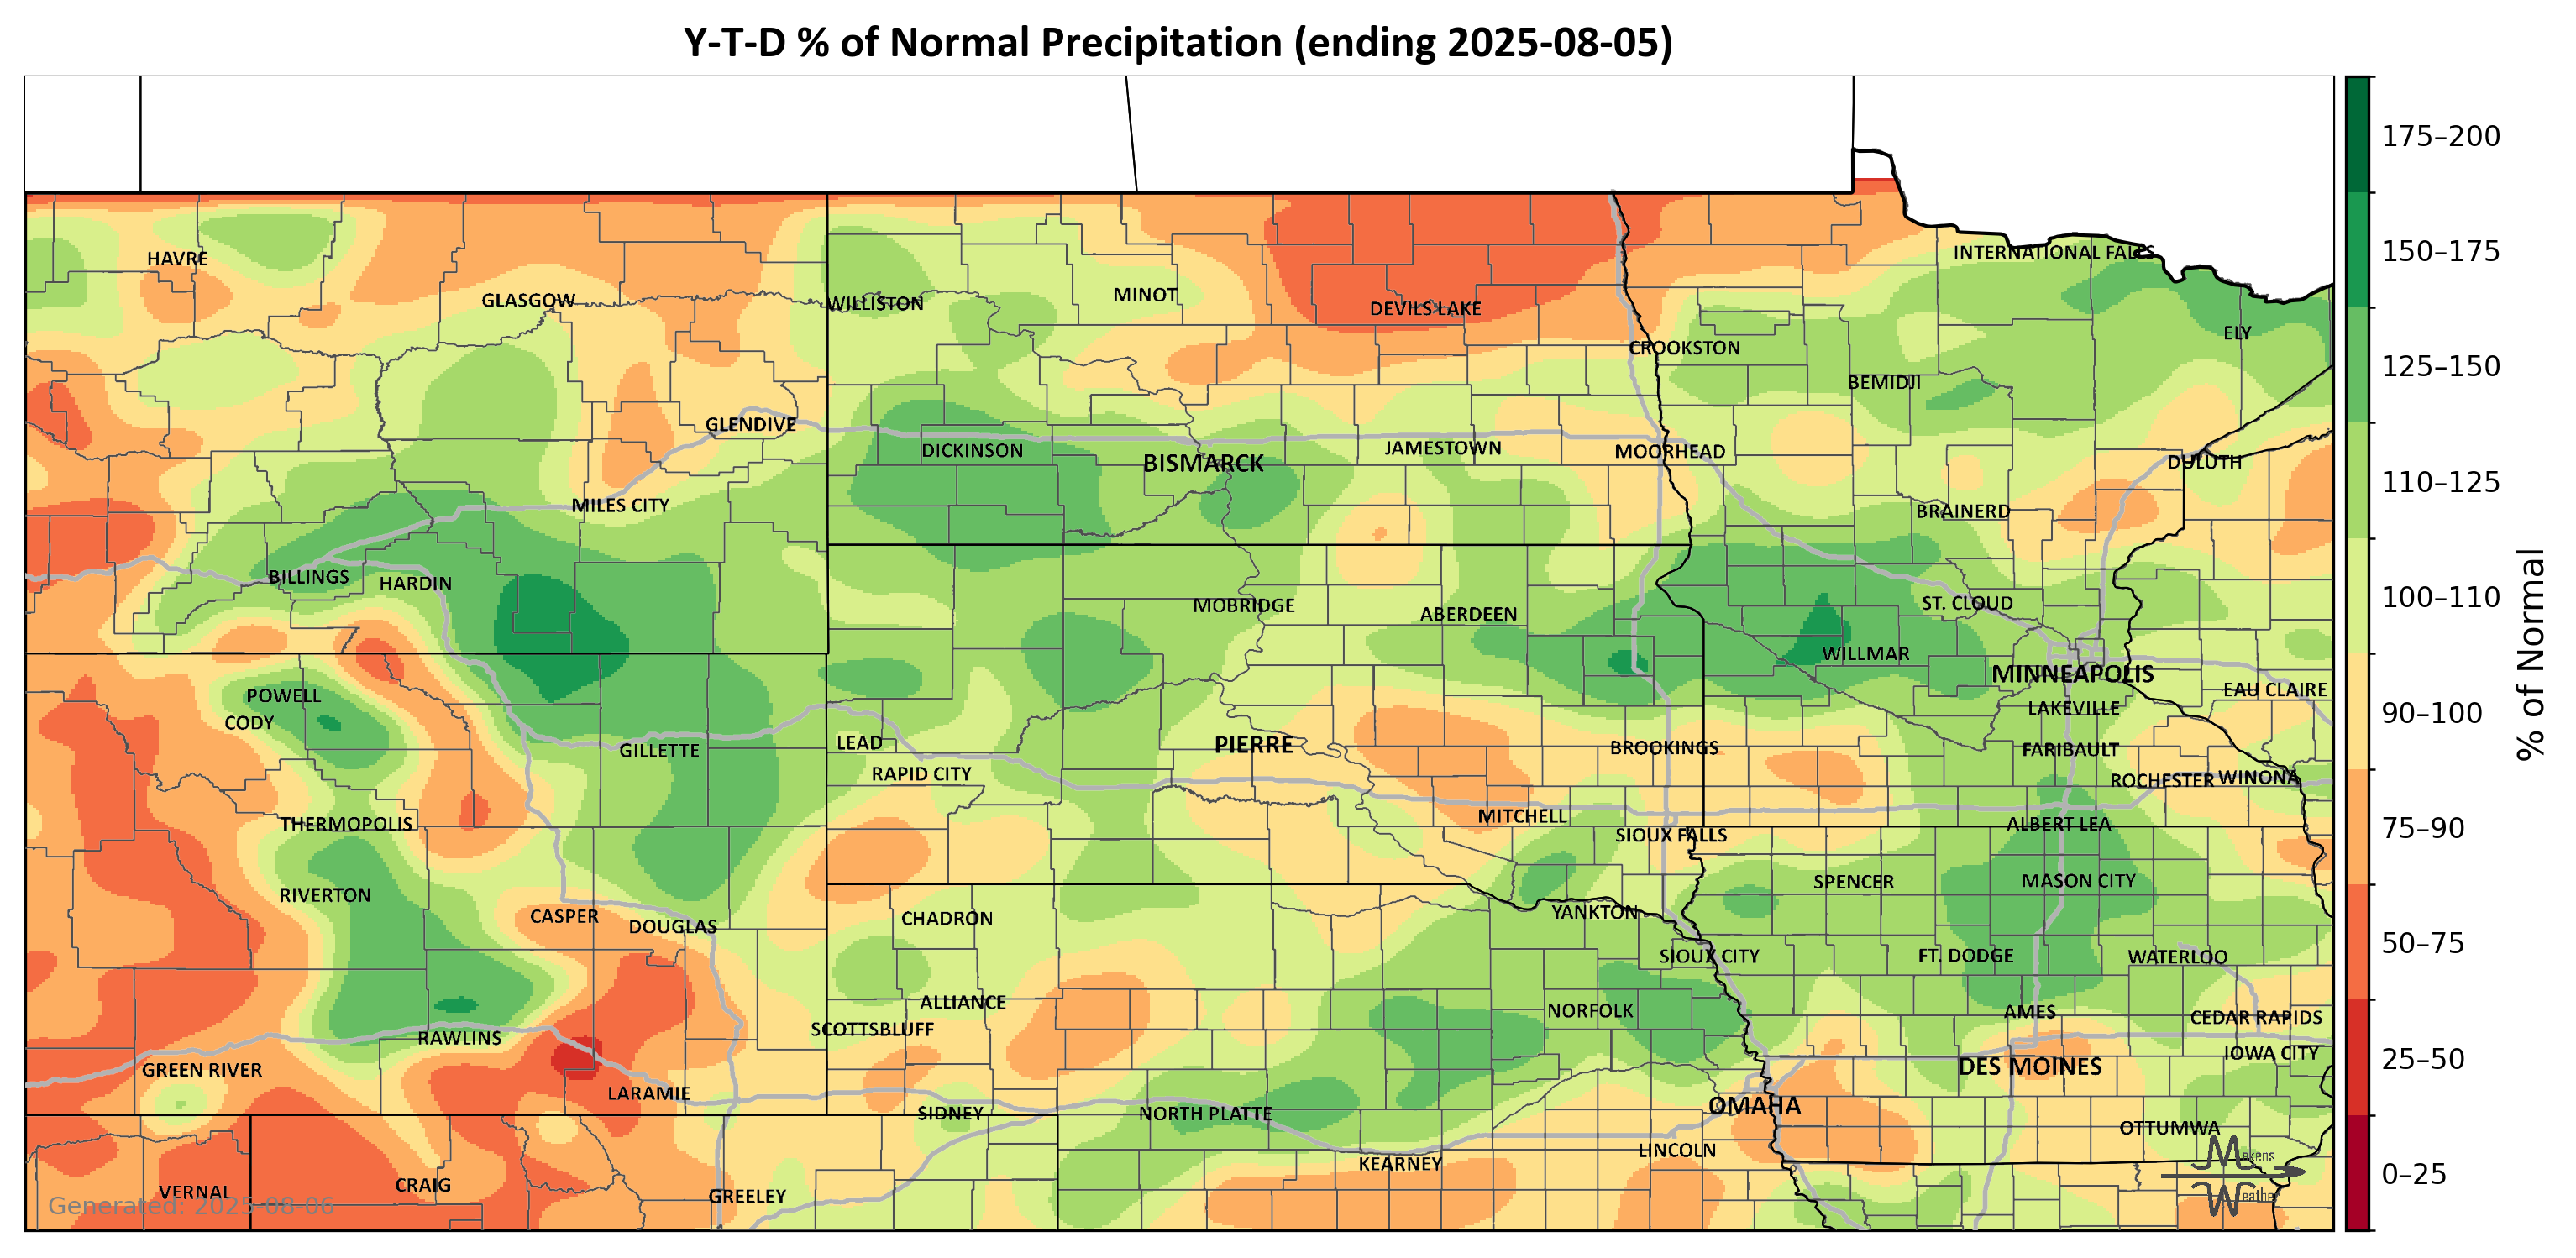 Y-T-D % of Normal Precipitation (ending 2025-08-05)
HAVRE
GLASGOW
WILLISTON
MINOT
DEVILS LAKE
INTERNATIONAL FALLS
ELY
CROOKSTON
BEMIDJI
GLENDIVE
DICKINSON
BISMARCK
JAMESTOWN
MOORHEAD
DULUTH
MILES CITY
BRAINERD
BILLINGS
HARDIN
MOBRIDGE
ABERDEEN
ST. CLOUD
WILLMAR
MINNEAPOLIS
EAU CLAIRE
POWELL
CODY
LAKEVILLE
GILLETTE
LEAD
PIERRE
BROOKINGS
FARIBAULT
RAPID CITY
ROCHESTER
WINONA
THERMOPOLIS
MITCHELL
SIOUX FALLS
ALBERT LEA
RIVERTON
SPENCER
MASON CITY
CASPER
DOUGLAS
CHADRON
YANKTON
SIOUX CITY
FT. DODGE
WATERLOO
ALLIANCE
NORFOLK
AMES
CEDAR RAPIDS
SCOTTSBLUFF
RAWLINS
IOWA CITY
GREEN RIVER
DES MOINES
LARAMIE
SIDNEY
NORTH PLATTE
OMAHA
OTTUMWA
LINCOLN
KEARNEY
VERNAL
CRAIG
GREELEY
Generated: 2025-08-06
Makens
Weather
175–200
150–175
125–150
110–125
100–110
90–100
75–90
50–75
25–50
0–25
% of Normal